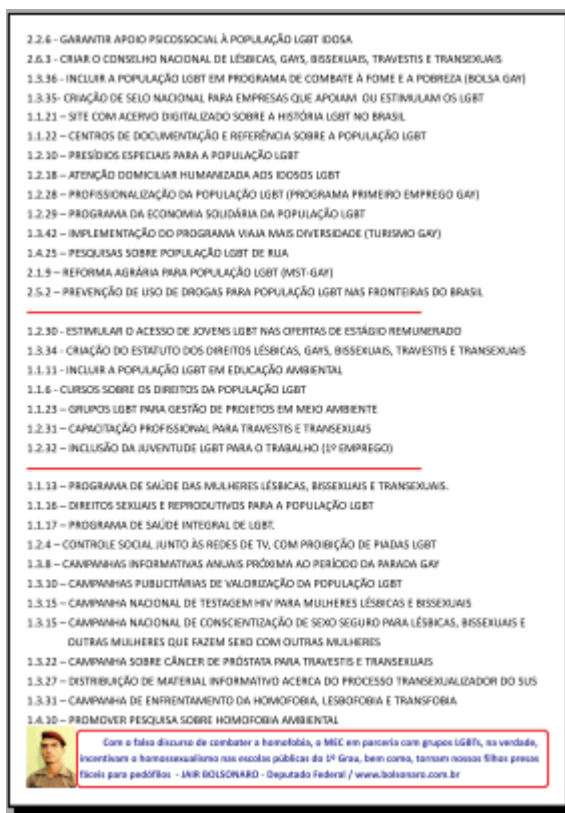 2.2.6 - GARANTIR APOIO PSICOSSOCIAL À POPULAÇÃO LGBT IDOSA
2.6.3 - CRIAR O CONSELHO NACIONAL DE LÉSBICAS, GAYS, BISSEXUAIS, TRAVESTIS E TRANSEXUAIS
1.3.36 - INCLUIR A POPULAÇÃO LGBT EM PROGRAMA DE COMBATE À FOME E A POBREZA (BOLSA GAY)
1.3.35- CRIAÇÃO DE SELO NACIONAL PARA EMPRESAS QUE APOIAM OU ESTIMULAM OS LGBT
1.1.21 – SITE COM ACERVO DIGITALIZADO SOBRE A HISTÓRIA LGBT NO BRASIL
1.1.22 – CENTROS DE DOCUMENTAÇÃO E REFERÊNCIA SOBRE A POPULAÇÃO LGBT
1.2.10 – PRESÍDIOS ESPECIAIS PARA A POPULAÇÃO LGBT
1.2.18 – ATENÇÃO DOMICILIAR HUMANIZADA AOS IDOSOS LGBT
1.2.28 – PROFISSIONALIZAÇÃO DA POPULAÇÃO LGBT (PROGRAMA PRIMEIRO EMPREGO GAY)
1.2.29 – PROGRAMA DA ECONOMIA SOLIDÁRIA DA POPULAÇÃO LGBT
1.3.42 – IMPLEMENTAÇÃO DO PROGRAMA VIAJA MAIS DIVERSIDADE (TURISMO GAY)
1.4.25 – PESQUISAS SOBRE POPULAÇÃO LGBT DE RUA
2.1.9 – REFORMA AGRÁRIA PARA POPULAÇÃO LGBT (MST-GAY)
2.5.2 – PREVENÇÃO DE USO DE DROGAS PARA POPULAÇÃO LGBT NAS FRONTEIRAS DO BRASIL
1.2.30 - ESTIMULAR O ACESSO DE JOVENS LGBT NAS OFERTAS DE ESTÁGIO REMUNERADO
1.3.34 - CRIAÇÃO DO ESTATUTO DOS DIREITOS LÉSBICAS, GAYS, BISSEXUAIS, TRAVESTIS E TRANSEXUAIS
1.1.11 - INCLUIR A POPULAÇÃO LGBT EM EDUCAÇÃO AMBIENTAL
1.1.6 - CURSOS SOBRE OS DIREITOS DA POPULAÇÃO LGBT
1.1.23 – GRUPOS LGBT PARA GESTÃO DE PROJETOS EM MEIO AMBIENTE
1.2.31 – CAPACITAÇÃO PROFISSIONAL PARA TRAVESTIS E TRANSEXUAIS
1.2.32 – INCLUSÃO DA JUVENTUDE LGBT PARA O TRABALHO (1º EMPREGO)
1.1.13 – PROGRAMA DE SAÚDE DAS MULHERES LÉSBICAS, BISSEXUAIS E TRANSEXUAIS.
1.1.16 – DIREITOS SEXUAIS E REPRODUTIVOS PARA A POPULAÇÃO LGBT
1.1.17 – PROGRAMA DE SAÚDE INTEGRAL DE LGBT.
1.2.4 – CONTROLE SOCIAL JUNTO ÀS REDES DE TV, COM PROIBIÇÃO DE PIADAS LGBT
1.3.8 – CAMPANHAS INFORMATIVAS ANUAIS PRÓXIMA AO PERÍODO DA PARADA GAY
1.3.10 – CAMPANHAS PUBLICITÁRIAS DE VALORIZAÇÃO DA POPULAÇÃO LGBT
1.3.15 – CAMPANHA NACIONAL DE TESTAGEM HIV PARA MULHERES LÉSBICAS E BISSEXUAIS
1.3.15 – CAMPANHA NACIONAL DE CONSCIENTIZAÇÃO DE SEXO SEGURO PARA LÉSBICAS, BISSEXUAIS E
OUTRAS MULHERES QUE FAZEM SEXO COM OUTRAS MULHERES
1.3.22 – CAMPANHA SOBRE CÂNCER DE PRÓSTATA PARA TRAVESTIS E TRANSEXUAIS
1.3.27 – DISTRIBUIÇÃO DE MATERIAL INFORMATIVO ACERCA DO PROCESSO TRANSEXUALIZADOR DO SUS
1.3.31 – CAMPANHA DE ENFRENTAMENTO DA HOMOFOBIA, LESBOFOBIA E TRANSFOBIA
1.4.10 – PROMOVER PESQUISA SOBRE HOMOFOBIA AMBIENTAL
Com o falso discurso de combater a homofobia, o MEC em parceria com grupos LGBTs, na verdade,
incentivam o homossexualismo nas escolas públicas do 1º Grau, bem como, tornam nossos filhos presas
fáceis para pedófilos - JAIR BOLSONARO - Deputado Federal / www.bolsonaro.com.br